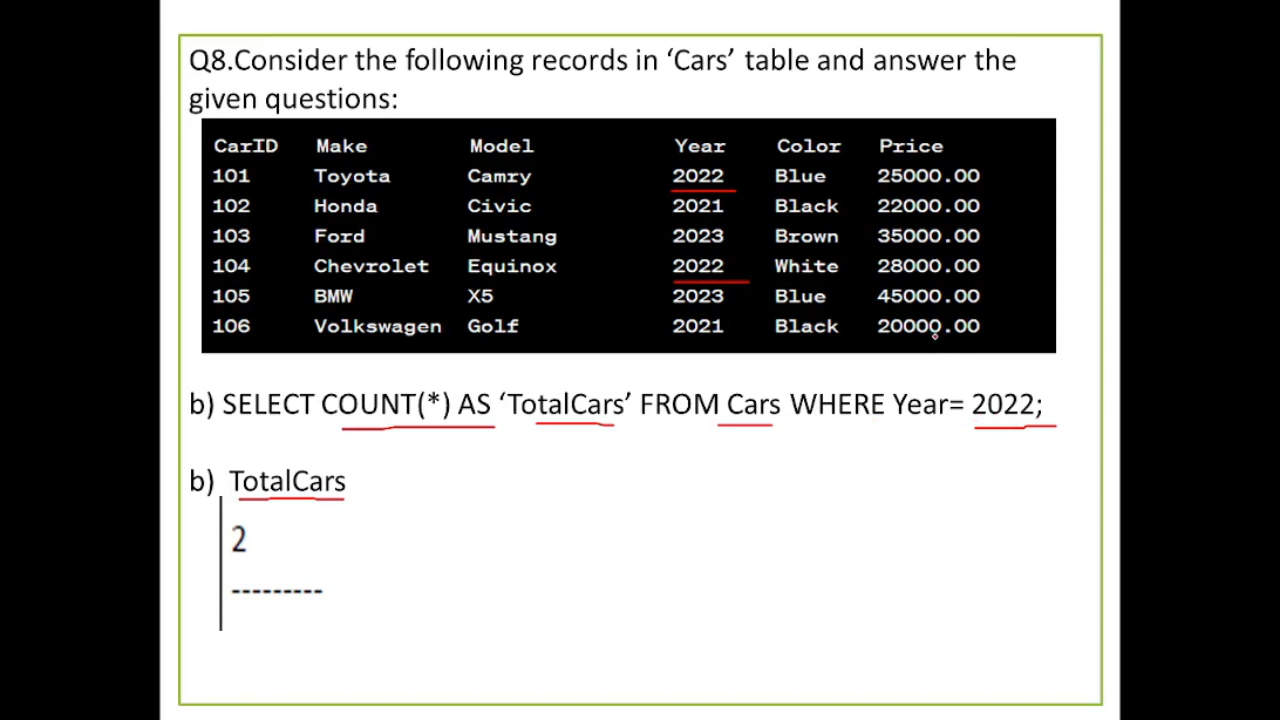 Q8.Consider the following records in ‘Cars’ table and answer the
given questions:
CarID Make Model Year Color Price
101 Toyota Camry 2022 Blue 25000.00
102 Honda Civic 2021 Black 22000.00
103 Ford Mustang 2023 Brown 35000.00
104 Chevrolet Equinox 2022 White 28000.00
105 BMW X5 2023 Blue 45000.00
106 Volkswagen Golf 2021 Black 20000.00
b) SELECT COUNT(*) AS ‘TotalCars’ FROM Cars WHERE Year= 2022;
b) TotalCars
2
---------